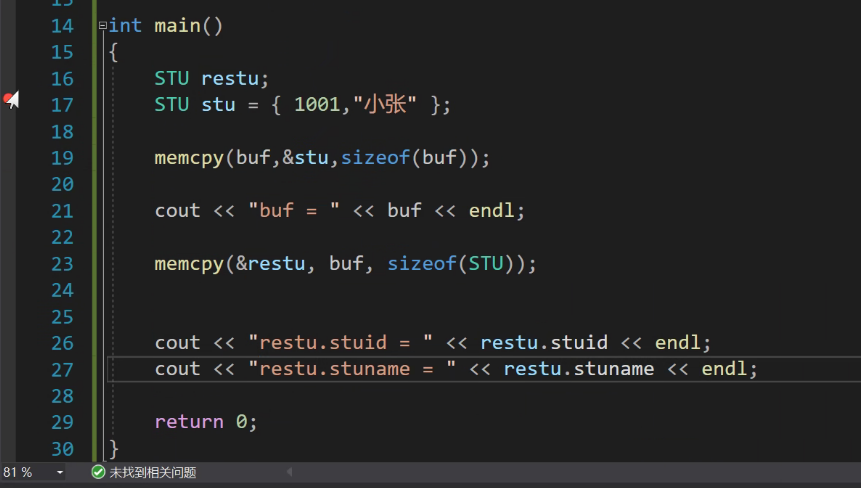 14 int main()
15 {
16 STU restu;
17 STU stu = { 1001,"小张" };
18
19 memcpy(buf,&stu,sizeof(buf));
20
21 cout << "buf = " << buf << endl;
22
23 memcpy(&restu, buf, sizeof(STU));
24
25
26 cout << "restu.stuid = " << restu.stuid << endl;
27 cout << "restu.stuname = " << restu.stuname << endl;
28
29 return 0;
30 }
81 % 未找到相关问题